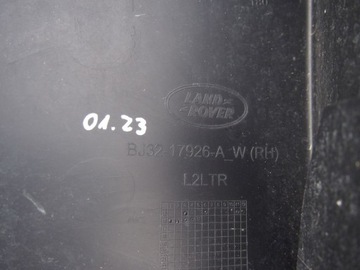 LAND-
-ROVER
01.23
BJ32-17926-A_W (RH)
L2LTR